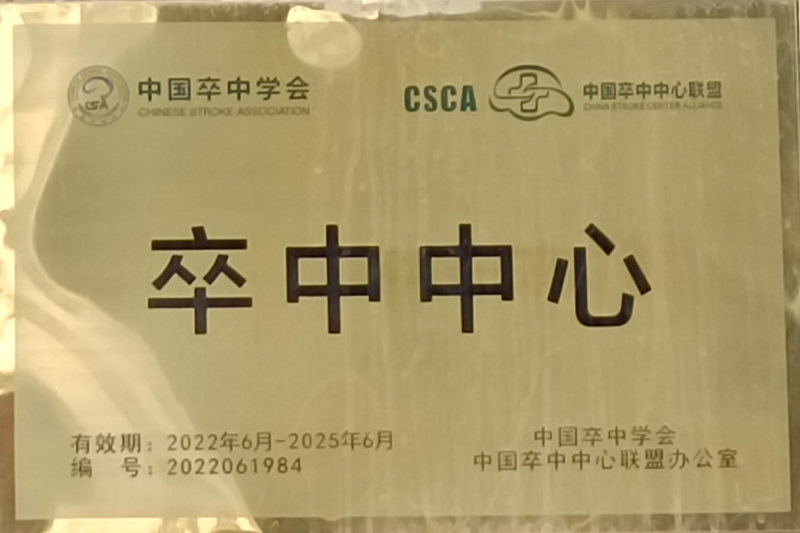 中国卒中学会
CHINESE STROKE ASSOCIATION
CSA
CSCA
中国卒中中心联盟
CHINA STROKE CENTER ALLIANCE
卒中中心
有效期：2022年6月-2025年6月
编 号：2022061984
中国卒中学会
中国卒中中心联盟办公室